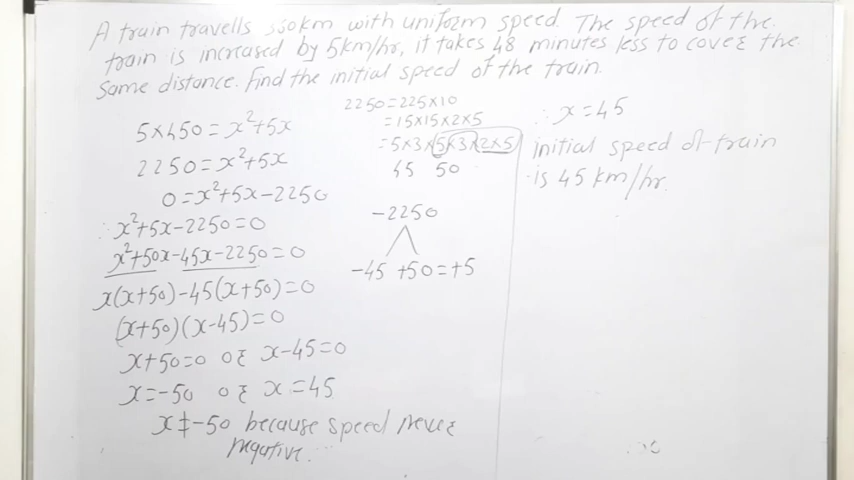 A train travells 360km with uniform speed. The speed of the
train is increased by 5km/hr, it takes 48 minutes less to cover the
Same distance. Find the initial speed of the train.
5×450=x²+5x
2250=x²+5x
0=x²+5x-2250
∴x²+5x-2250=0
x²+50x-45x-2250=0
x(x+50)-45(x+50)=0
(x+50)(x-45)=0
x+50=0 or x-45=0
x=-50 or x=45
x≠-50 because speed never
negative.
2250=225×10
=15×15×2×5
=5×3×5×3×2×5
45 50
-2250
-45 +50=+5
∴ x=45
initial speed of train
is 45 km/hr.